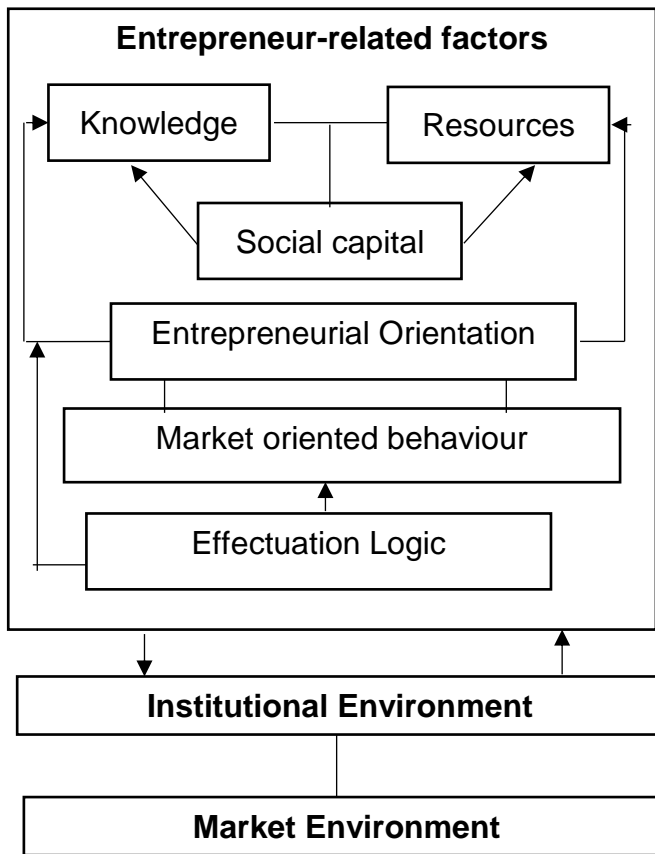 Entrepreneur-related factors
Knowledge
Resources
Social capital
Entrepreneurial Orientation
Market oriented behaviour
Effectuation Logic
Institutional Environment
Market Environment